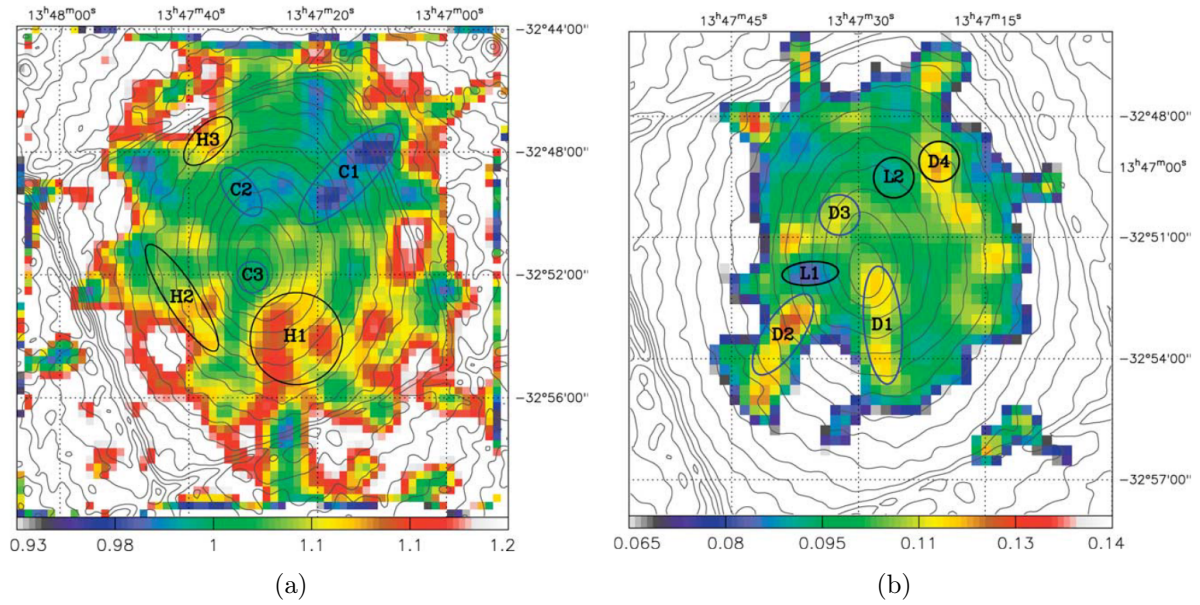 13ʰ48ᵐ00ˢ 13ʰ47ᵐ40ˢ 13ʰ47ᵐ20ˢ 13ʰ47ᵐ00ˢ
-32°44'00"
-32°48'00"
-32°52'00"
-32°56'00"
H3
C2
C1
H2
C3
H1
0.93 0.98 1 1.1 1.1 1.2
(a)
13ʰ47ᵐ45ˢ 13ʰ47ᵐ30ˢ 13ʰ47ᵐ15ˢ
-32°48'00"
13ʰ47ᵐ00ˢ
-32°51'00"
-32°54'00"
-32°57'00"
D4
L2
D3
L1
D2
D1
0.065 0.08 0.095 0.11 0.13 0.14
(b)